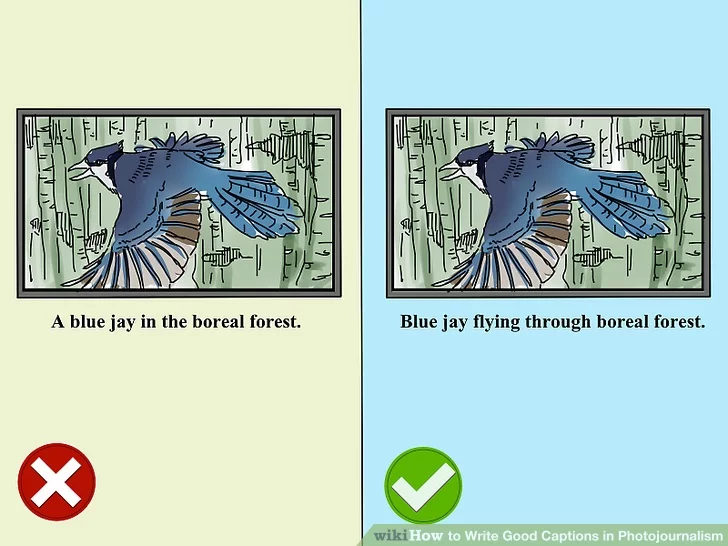 A blue jay in the boreal forest.
Blue jay flying through boreal forest.
wikiHow to Write Good Captions in Photojournalism